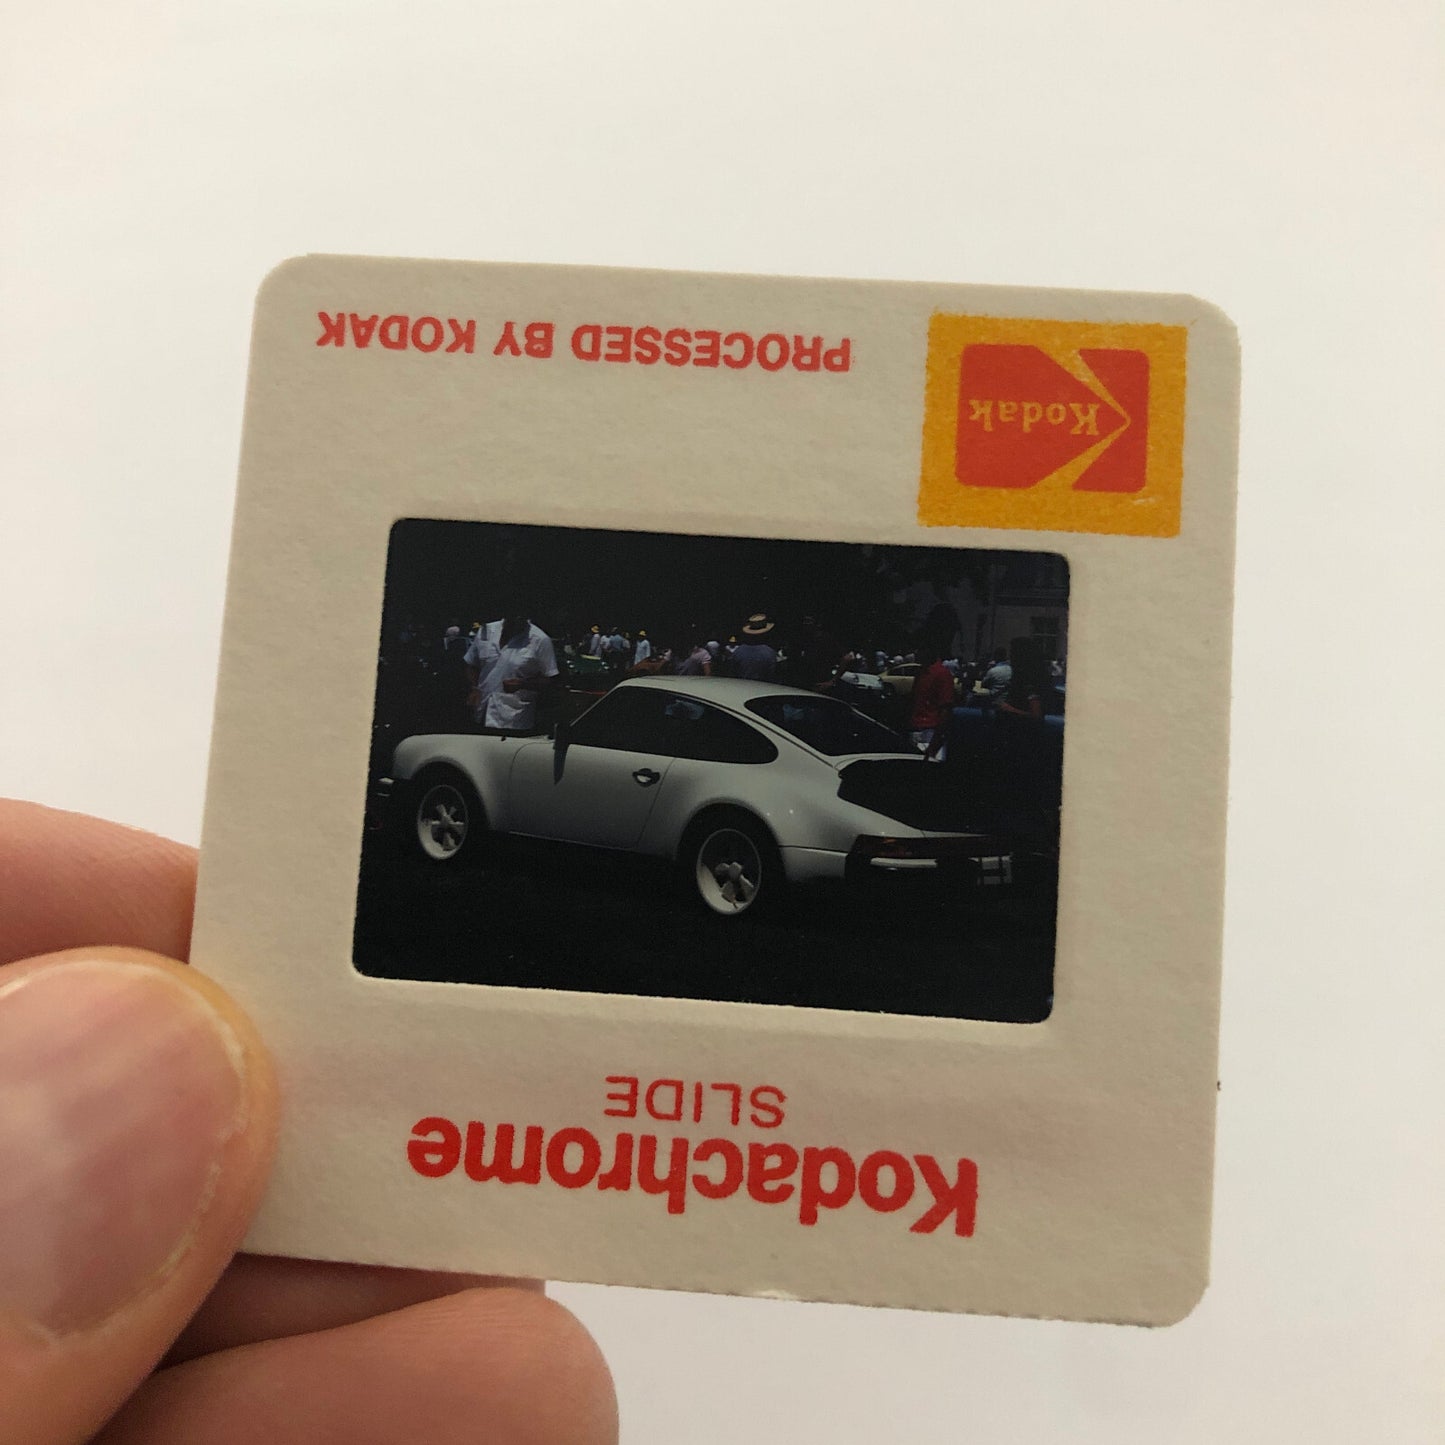 Kodachrome
SLIDE
Kodak
PROCESSED BY KODAK